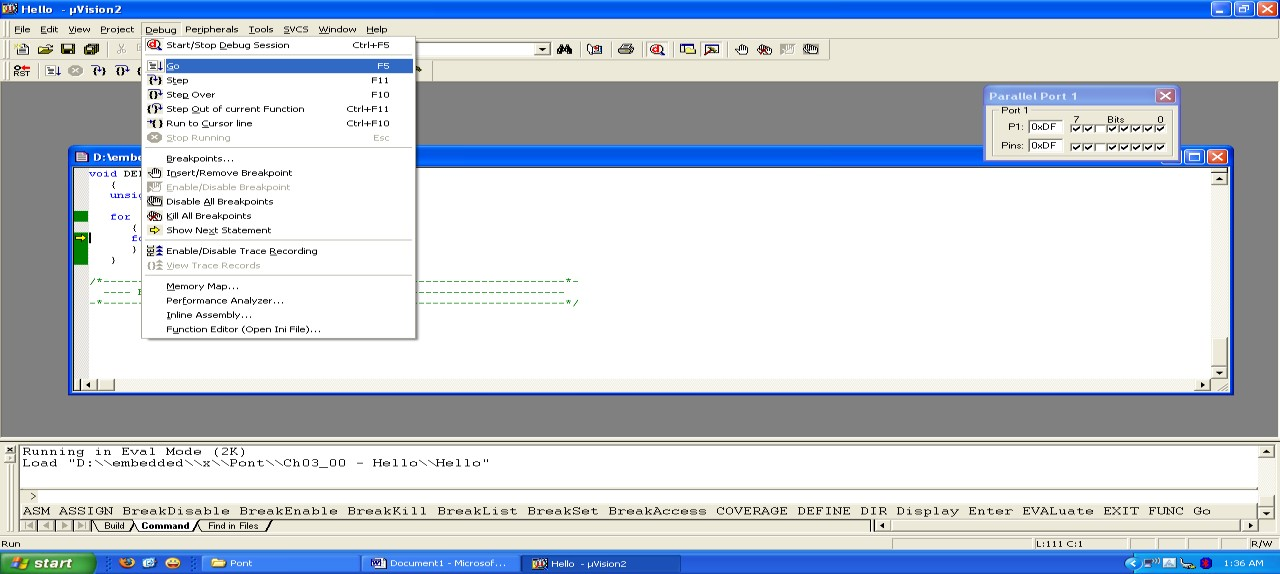 Hello - µVision2
File Edit View Project Debug Peripherals Tools SVCS Window Help
Start/Stop Debug Session Ctrl+F5
RST
Go F5
Step F11
Step Over F10
Step Out of current Function Ctrl+F11
Run to Cursor line Ctrl+F10
Stop Running Esc
Breakpoints...
Insert/Remove Breakpoint
Enable/Disable Breakpoint
Disable All Breakpoints
Kill All Breakpoints
Show Next Statement
Enable/Disable Trace Recording
View Trace Records
Memory Map...
Performance Analyzer...
Inline Assembly...
Function Editor (Open Ini File)...
Parallel Port 1
Port 1
7 Bits 0
P1: 0xDF
Pins: 0xDF
D:\embe
void DE
{
unsi
for
{
fo
}
}
/*-----------*-
----
-*-----------*/
Running in Eval Mode (2K)
Load "D:\\embedded\\x\\Pont\\Ch03_00 - Hello\\Hello"
>
ASM ASSIGN BreakDisable BreakEnable BreakKill BreakList BreakSet BreakAccess COVERAGE DEFINE DIR Display Enter EVALuate EXIT FUNC Go
Build Command Find in Files
Run L:111 C:1 R/W
start Pont Document1 - Microsof... Hello - µVision2 1:36 AM